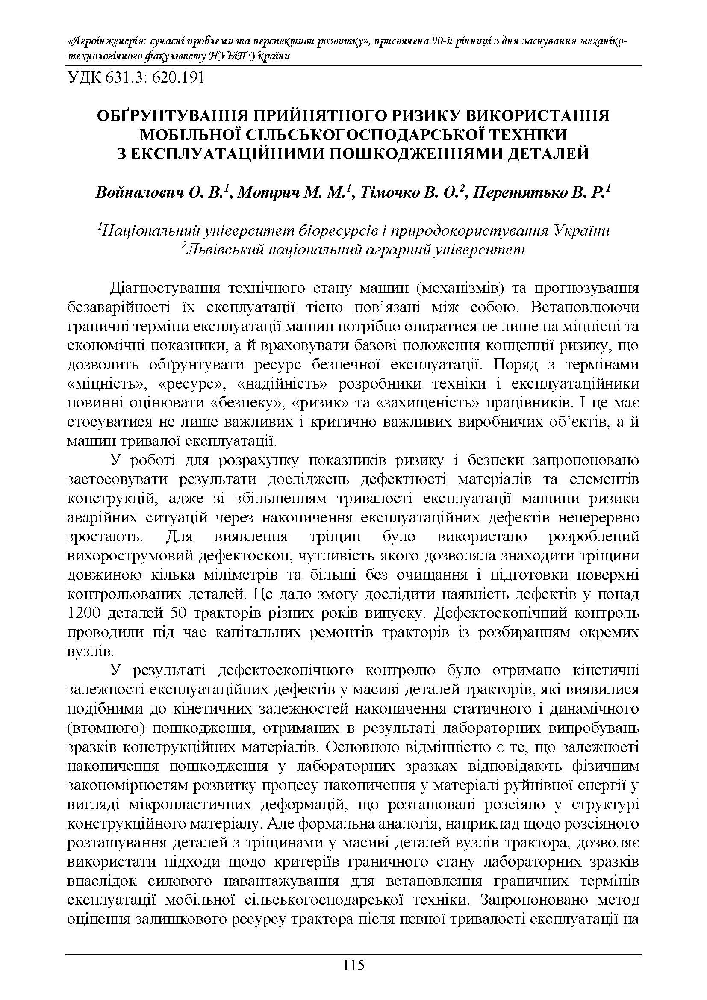 «Агроінженерія: сучасні проблеми та перспективи розвитку», присвячена 90-й річниці з дня заснування механіко-
технологічного факультету НУБіП України
УДК 631.3: 620.191
ОБҐРУНТУВАННЯ ПРИЙНЯТНОГО РИЗИКУ ВИКОРИСТАННЯ
МОБІЛЬНОЇ СІЛЬСЬКОГОСПОДАРСЬКОЇ ТЕХНІКИ
З ЕКСПЛУАТАЦІЙНИМИ ПОШКОДЖЕННЯМИ ДЕТАЛЕЙ
Войналович О. В.¹, Мотрич М. М.¹, Тімочко В. О.², Перетятько В. Р.¹
¹Національний університет біоресурсів і природокористування України
²Львівський національний аграрний університет
Діагностування технічного стану машин (механізмів) та прогнозування
безаварійності їх експлуатації тісно пов’язані між собою. Встановлюючи
граничні терміни експлуатації машин потрібно опиратися не лише на міцнісні та
економічні показники, а й враховувати базові положення концепції ризику, що
дозволить обґрунтувати ресурс безпечної експлуатації. Поряд з термінами
«міцність», «ресурс», «надійність» розробники техніки і експлуатаційники
повинні оцінювати «безпеку», «ризик» та «захищеність» працівників. І це має
стосуватися не лише важливих і критично важливих виробничих об’єктів, а й
машин тривалої експлуатації.
У роботі для розрахунку показників ризику і безпеки запропоновано
застосовувати результати досліджень дефектності матеріалів та елементів
конструкцій, адже зі збільшенням тривалості експлуатації машини ризики
аварійних ситуацій через накопичення експлуатаційних дефектів неперервно
зростають. Для виявлення тріщин було використано розроблений
вихорострумовий дефектоскоп, чутливість якого дозволяла знаходити тріщини
довжиною кілька міліметрів та більші без очищання і підготовки поверхні
контрольованих деталей. Це дало змогу дослідити наявність дефектів у понад
1200 деталей 50 тракторів різних років випуску. Дефектоскопічний контроль
проводили під час капітальних ремонтів тракторів із розбиранням окремих
вузлів.
У результаті дефектоскопічного контролю було отримано кінетичні
залежності експлуатаційних дефектів у масиві деталей тракторів, які виявилися
подібними до кінетичних залежностей накопичення статичного і динамічного
(втомного) пошкодження, отриманих в результаті лабораторних випробувань
зразків конструкційних матеріалів. Основною відмінністю є те, що залежності
накопичення пошкодження у лабораторних зразках відповідають фізичним
закономірностям розвитку процесу накопичення у матеріалі руйнівної енергії у
вигляді мікропластичних деформацій, що розташовані розсіяно у структурі
конструкційного матеріалу. Але формальна аналогія, наприклад щодо розсіяного
розташування деталей з тріщинами у масиві деталей вузлів трактора, дозволяє
використати підходи щодо критеріїв граничного стану лабораторних зразків
внаслідок силового навантажування для встановлення граничних термінів
експлуатації мобільної сільськогосподарської техніки. Запропоновано метод
оцінення залишкового ресурсу трактора після певної тривалості експлуатації на
115